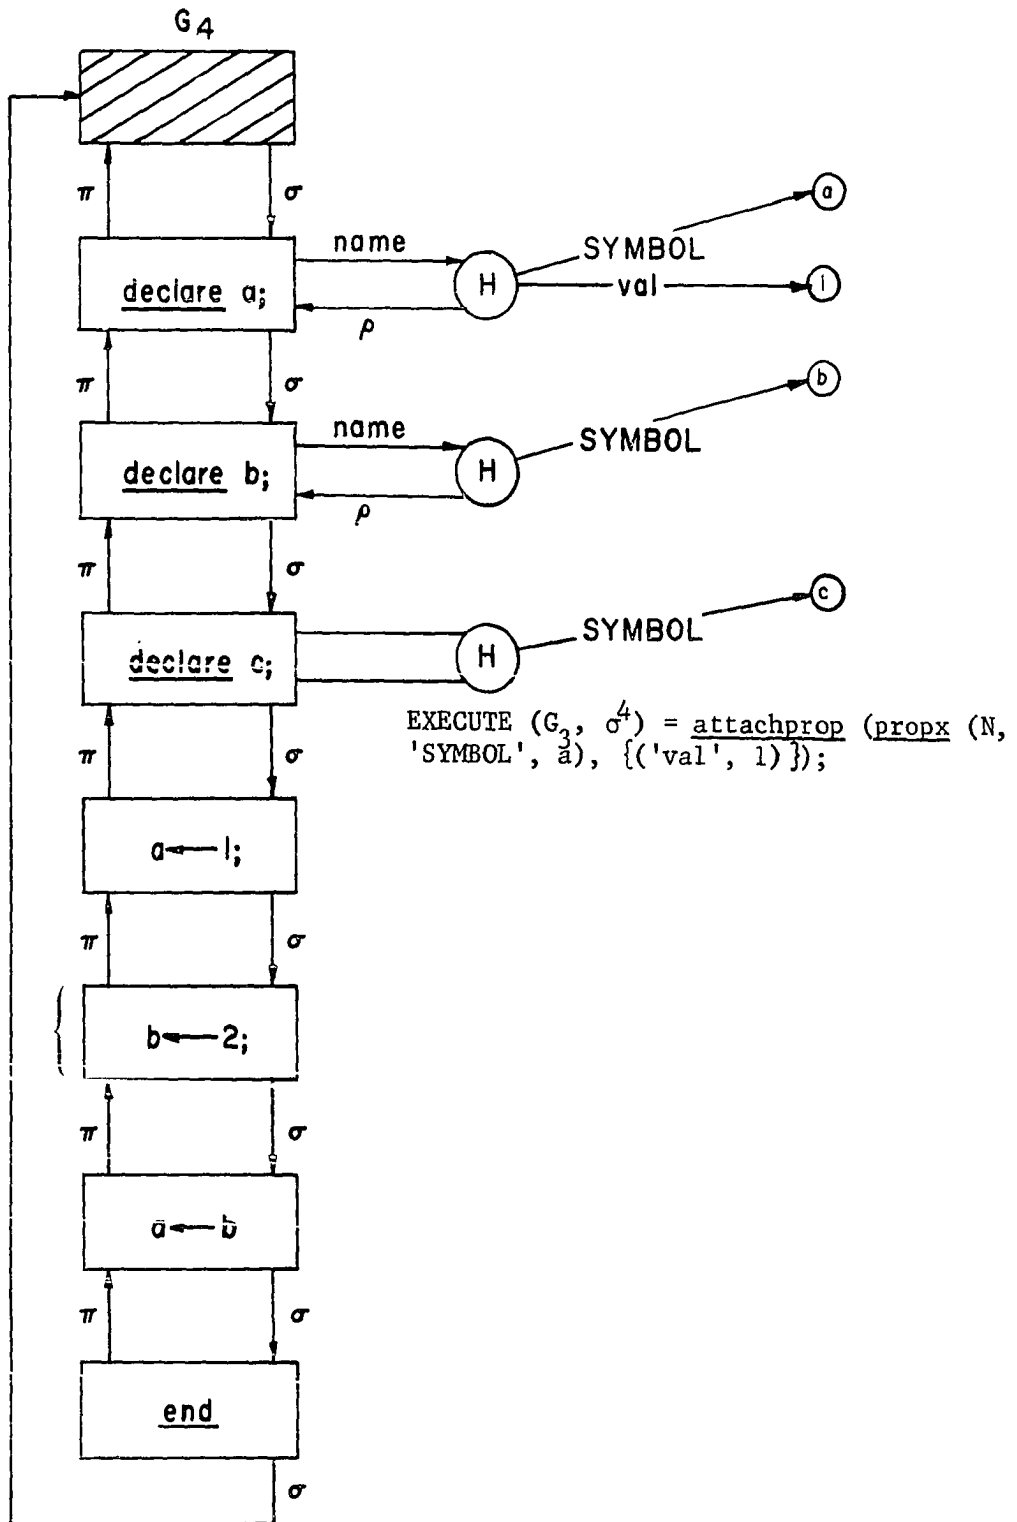 G4
π σ
a
name
SYMBOL
declare a;
H
val
1
ρ
π σ
b
name
SYMBOL
declare b;
H
ρ
π σ
c
SYMBOL
declare c;
H
EXECUTE (G3, σ^4) = attachprop (propx (N,
'SYMBOL', a), {('val', 1)});
π σ
a ← 1;
π σ
b ← 2;
π σ
a ← b
π σ
end
σ